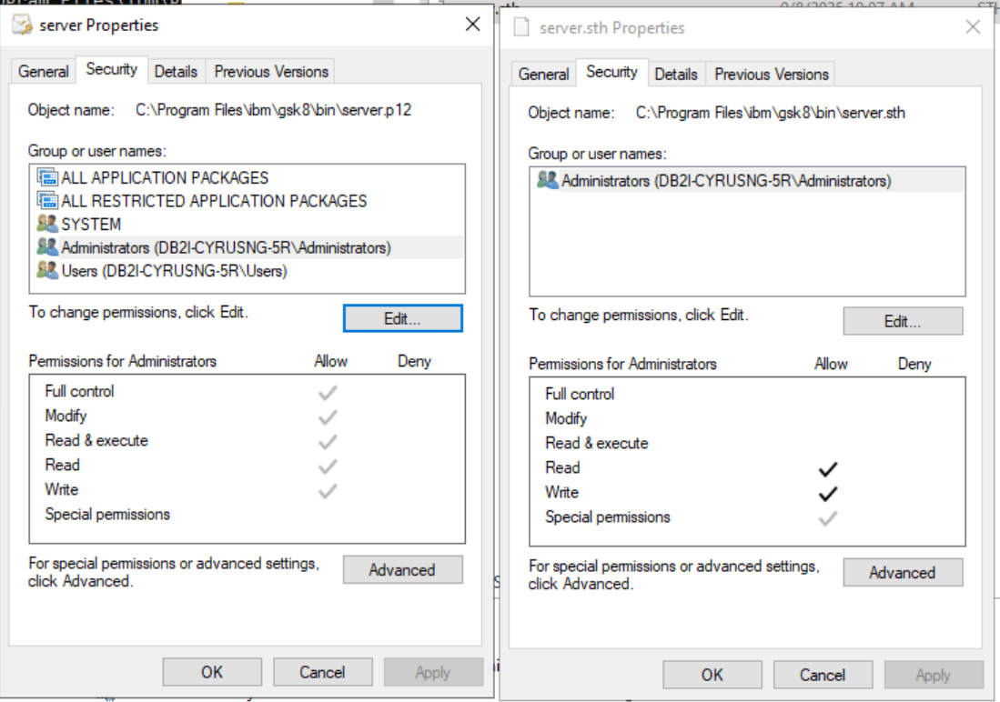 server Properties
General Security Details Previous Versions
Object name: C:\Program Files\ibm\gsk8\bin\server.p12
Group or user names:
ALL APPLICATION PACKAGES
ALL RESTRICTED APPLICATION PACKAGES
SYSTEM
Administrators (DB2I-CYRUSNG-5R\Administrators)
Users (DB2I-CYRUSNG-5R\Users)
To change permissions, click Edit.
Edit...
Permissions for Administrators Allow Deny
Full control
Modify
Read & execute
Read
Write
Special permissions
For special permissions or advanced settings,
click Advanced.
Advanced
OK Cancel Apply
server.sth Properties
General Security Details Previous Versions
Object name: C:\Program Files\ibm\gsk8\bin\server.sth
Group or user names:
Administrators (DB2I-CYRUSNG-5R\Administrators)
To change permissions, click Edit.
Edit...
Permissions for Administrators Allow Deny
Full control
Modify
Read & execute
Read
Write
Special permissions
For special permissions or advanced settings,
click Advanced.
Advanced
OK Cancel Apply